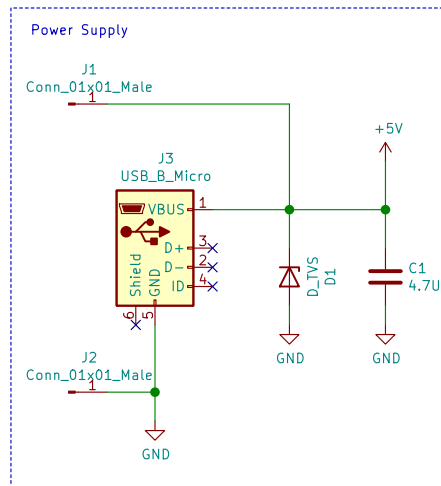 Power Supply
J1
Conn_01x01_Male
1
+5V
J3
USB_B_Micro
VBUS 1
D+ 3
D- 2
ID 4
Shield
GND
6
5
D_TVS
D1
C1
4.7U
GND
GND
J2
Conn_01x01_Male
1
GND